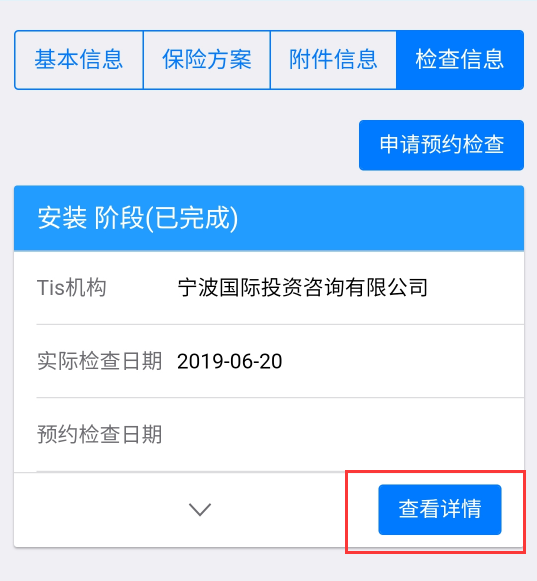 基本信息 保险方案 附件信息 检查信息
申请预约检查
安装 阶段(已完成)
Tis机构 宁波国际投资咨询有限公司
实际检查日期 2019-06-20
预约检查日期
查看详情